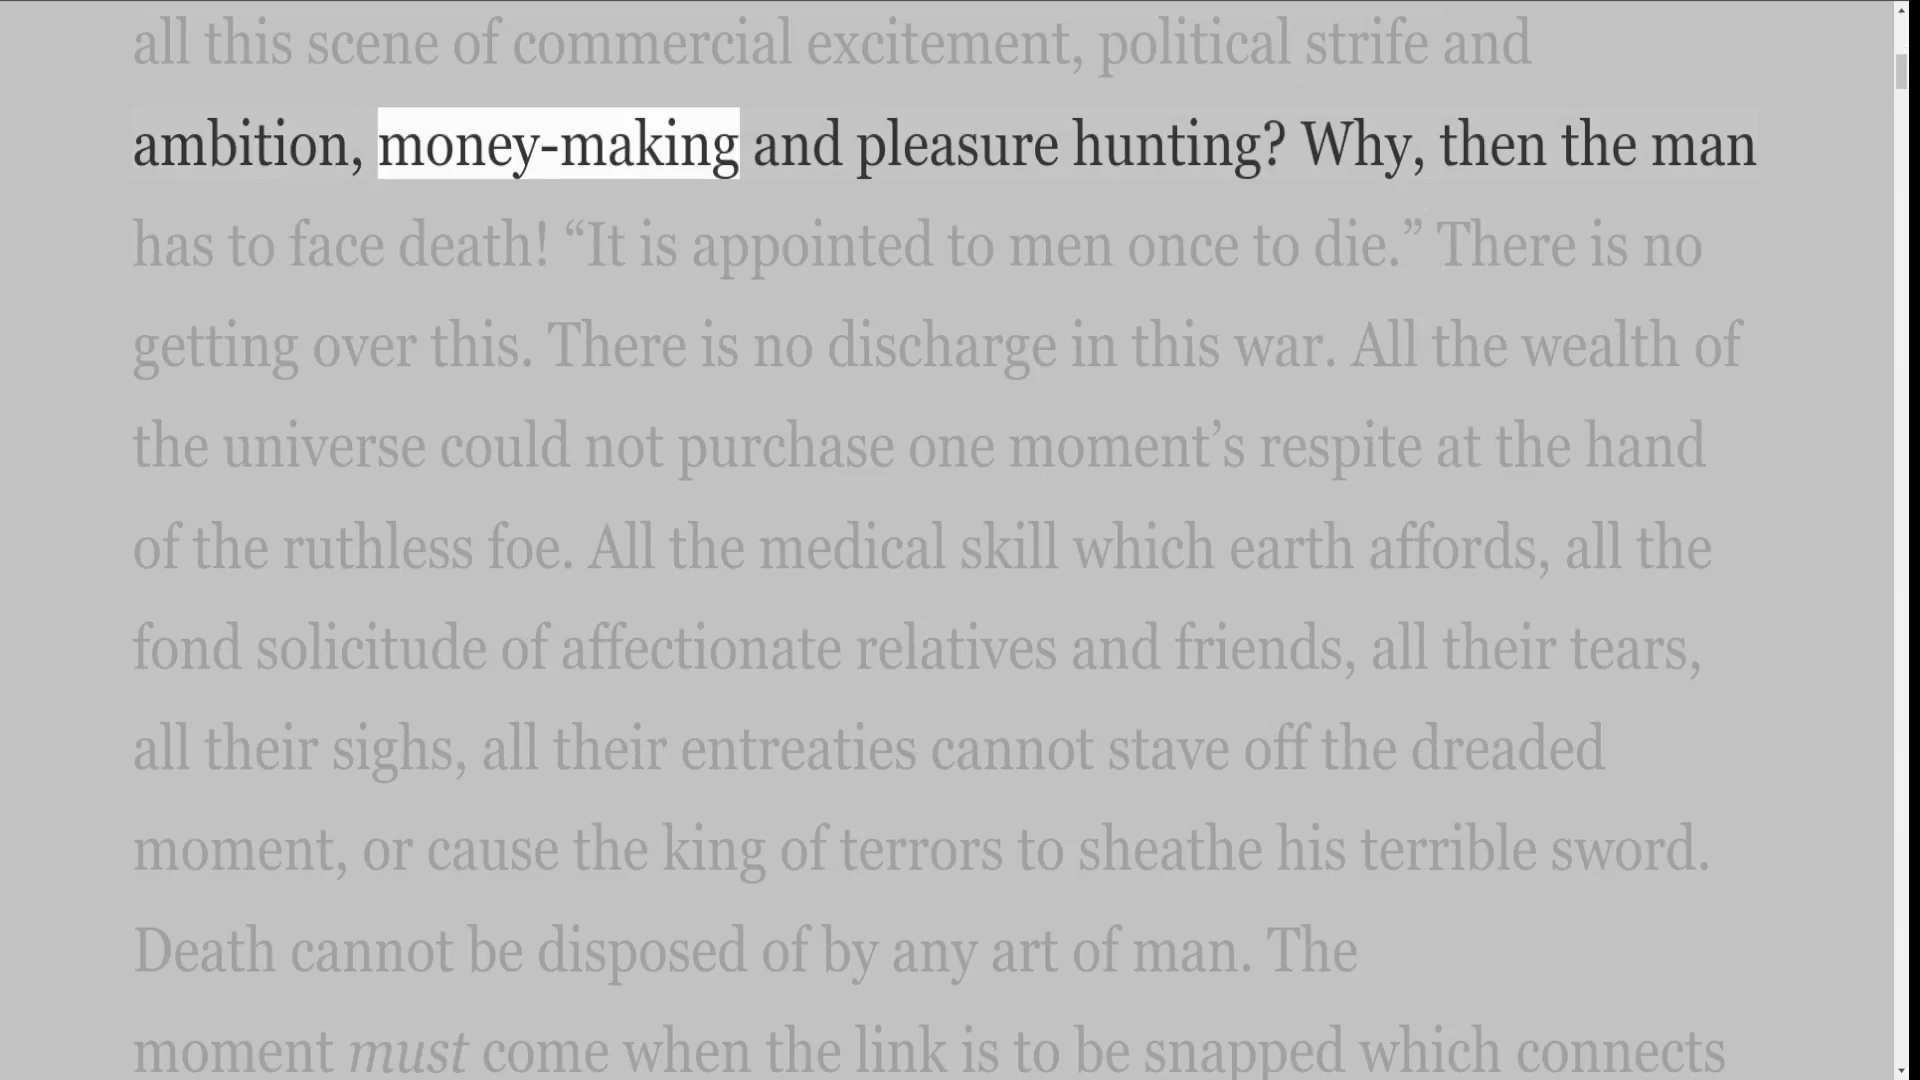 all this scene of commercial excitement, political strife and
ambition, money-making and pleasure hunting? Why, then the man
has to face death! “It is appointed to men once to die.” There is no
getting over this. There is no discharge in this war. All the wealth of
the universe could not purchase one moment’s respite at the hand
of the ruthless foe. All the medical skill which earth affords, all the
fond solicitude of affectionate relatives and friends, all their tears,
all their sighs, all their entreaties cannot stave off the dreaded
moment, or cause the king of terrors to sheathe his terrible sword.
Death cannot be disposed of by any art of man. The
moment must come when the link is to be snapped which connects